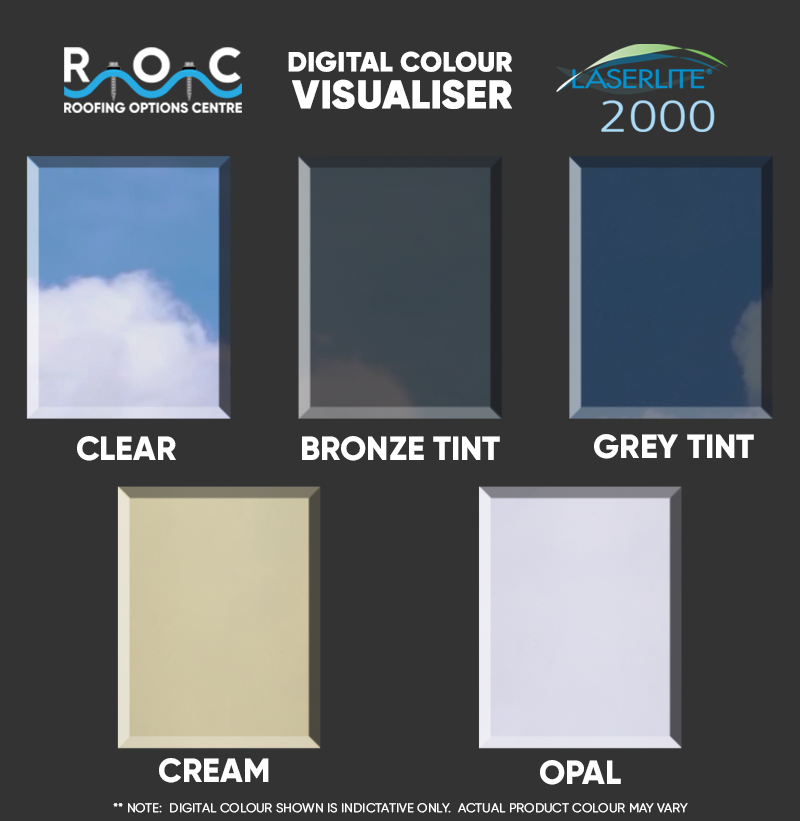 ROC
ROOFING OPTIONS CENTRE
DIGITAL COLOUR
VISUALISER
LASERLITE®
2000
CLEAR
BRONZE TINT
GREY TINT
CREAM
OPAL
** NOTE: DIGITAL COLOUR SHOWN IS INDICTATIVE ONLY. ACTUAL PRODUCT COLOUR MAY VARY